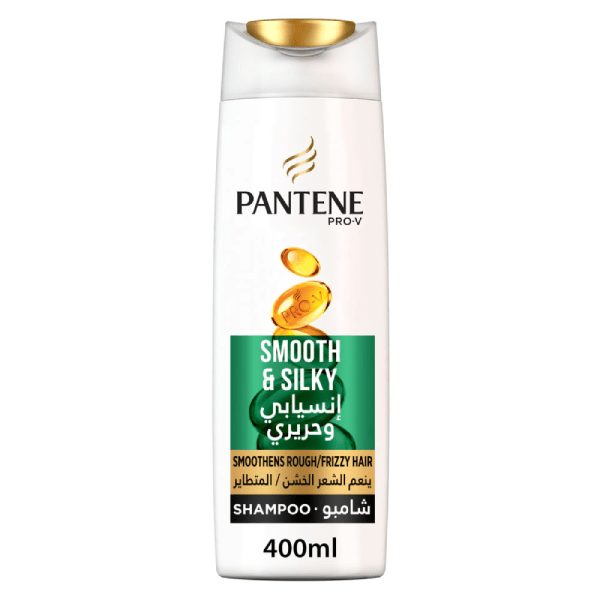 PANTENE
PRO-V
PRO-V
SMOOTH
& SILKY
إنسيابي
وحريري
SMOOTHENS ROUGH/FRIZZY HAIR
ينعم الشعر الخشن / المتطاير
SHAMPOO · شامبو
400ml